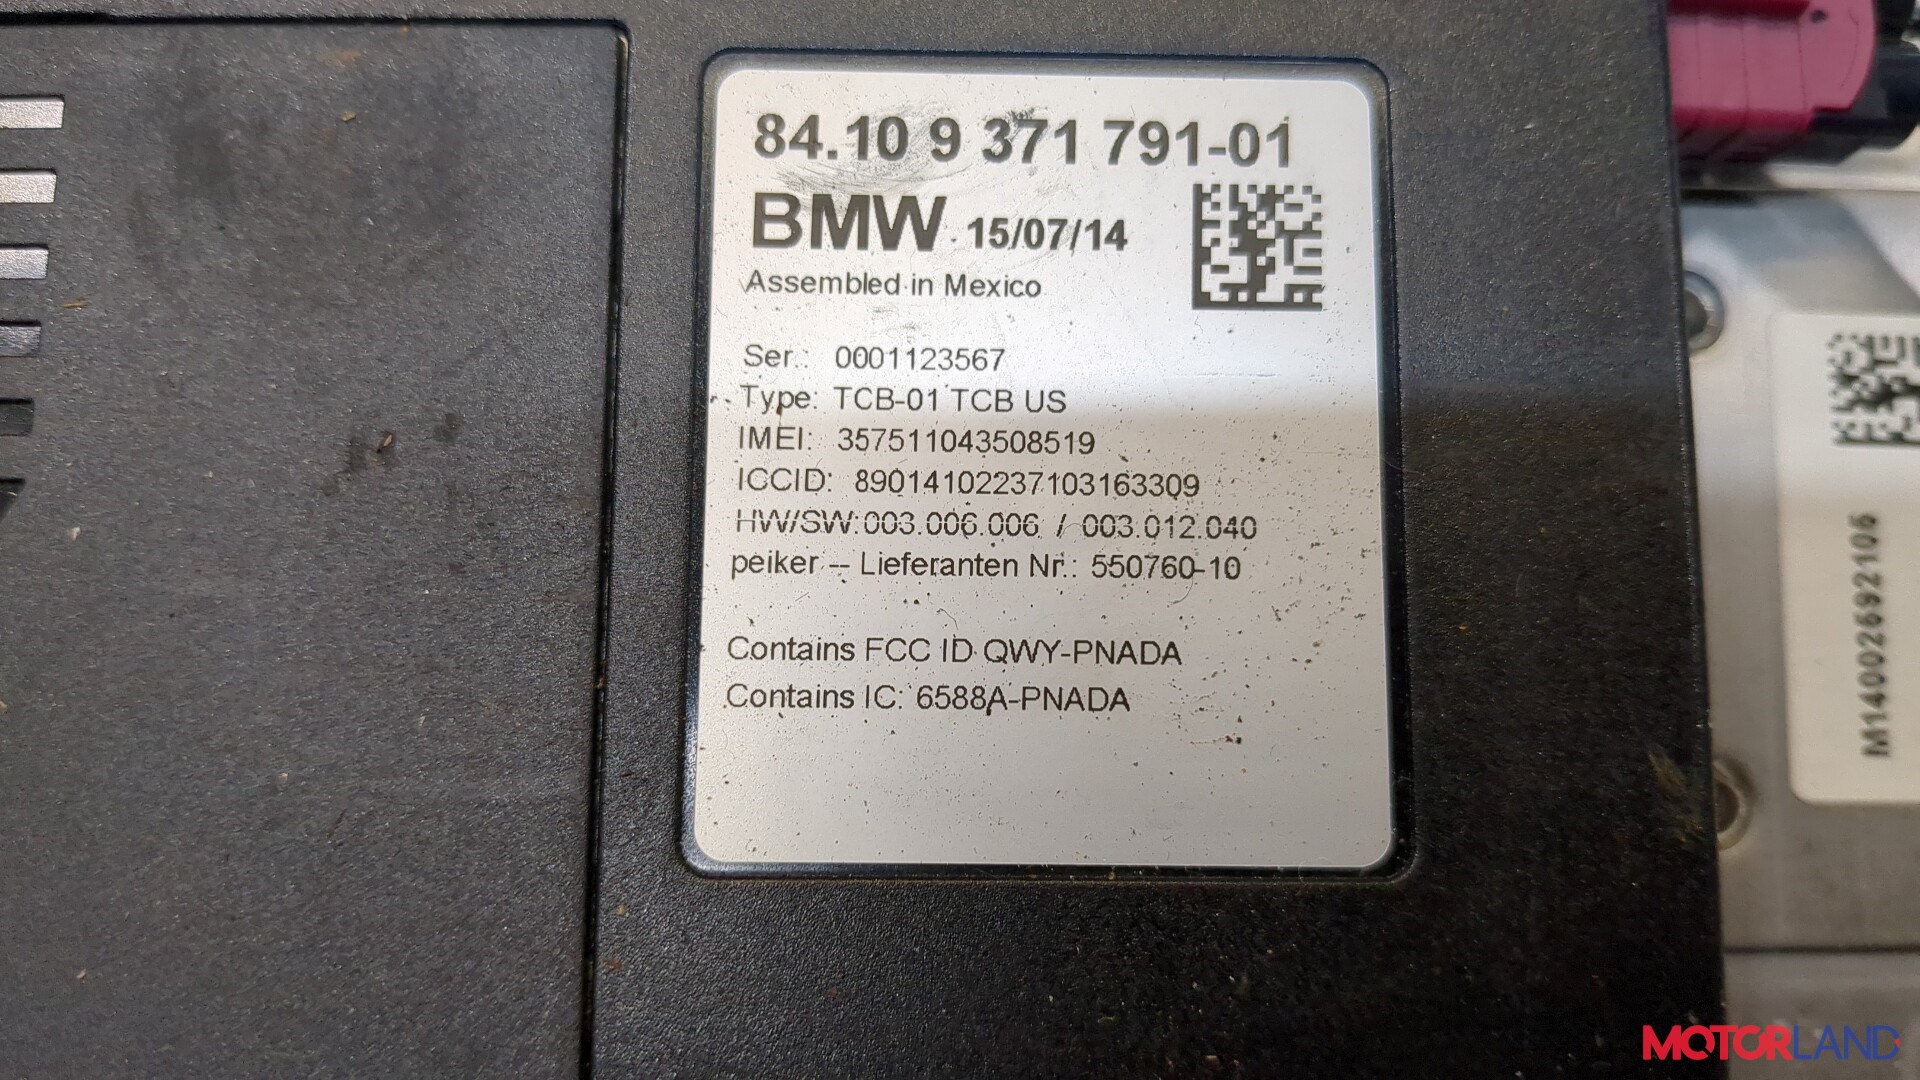 84.10 9 371 791-01
BMW 15/07/14
Assembled in Mexico
Ser.: 0001123567
Type: TCB-01 TCB US
IMEI: 357511043508519
ICCID: 89014102237103163309
HW/SW:003.006.006 / 003.012.040
peiker -- Lieferanten Nr.: 550760-10
Contains FCC ID QWY-PNADA
Contains IC: 6588A-PNADA
M14002692106
MOTORLAND